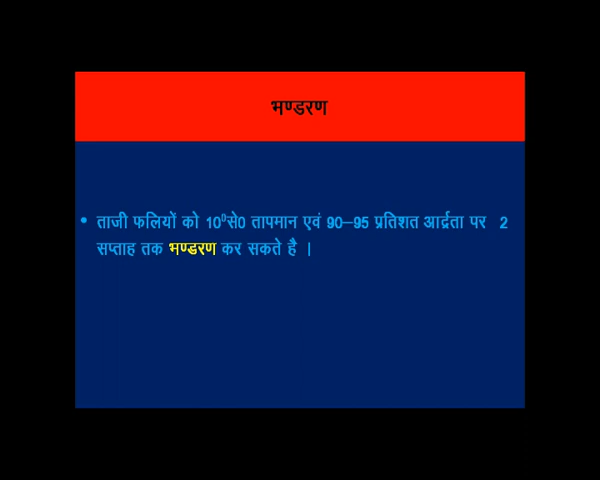 भण्डरण
• ताजी फलियों को 10⁰से0 तापमान एवं 90–95 प्रतिशत आर्द्रता पर 2
सप्ताह तक भण्डरण कर सकते है ।